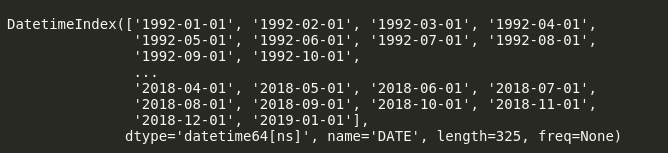 DatetimeIndex(['1992-01-01', '1992-02-01', '1992-03-01', '1992-04-01',
'1992-05-01', '1992-06-01', '1992-07-01', '1992-08-01',
'1992-09-01', '1992-10-01',
...
'2018-04-01', '2018-05-01', '2018-06-01', '2018-07-01',
'2018-08-01', '2018-09-01', '2018-10-01', '2018-11-01',
'2018-12-01', '2019-01-01'],
dtype='datetime64[ns]', name='DATE', length=325, freq=None)